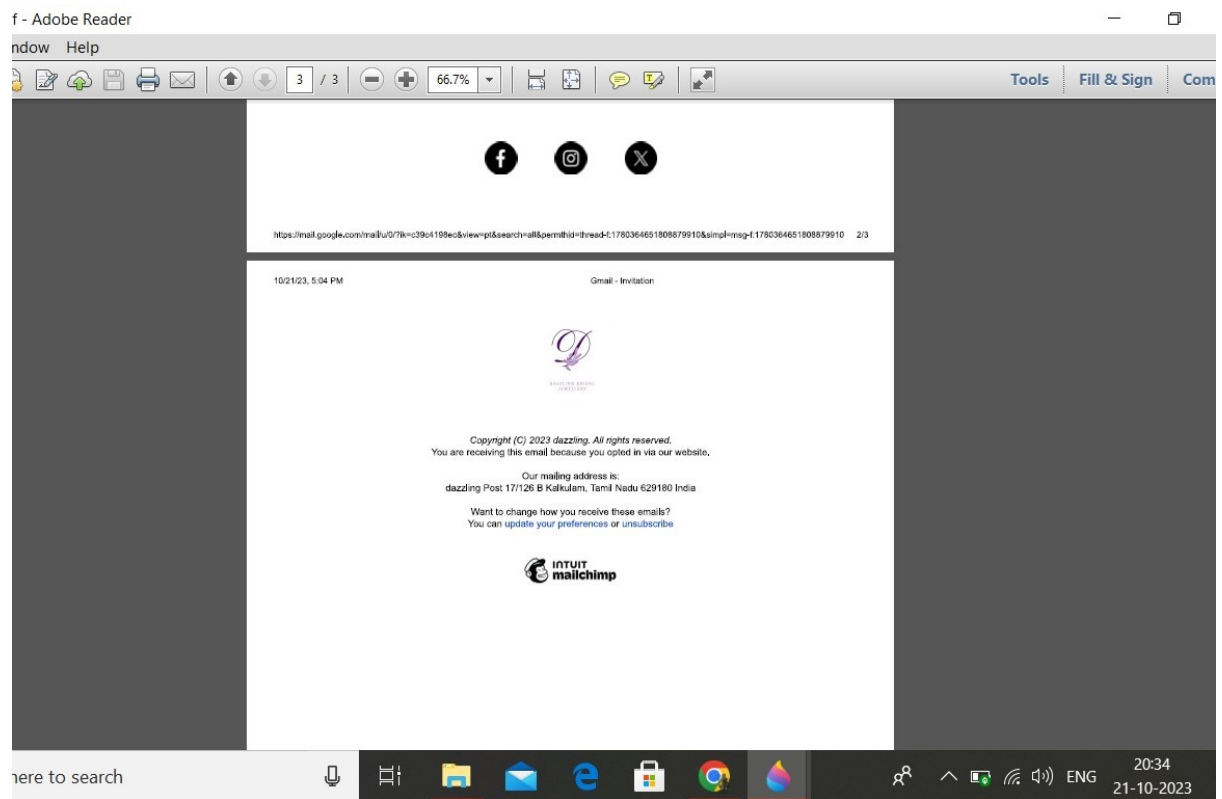 f - Adobe Reader
ndow Help
3 / 3 66.7% Tools Fill & Sign Com
https://mail.google.com/mail/u/0/?ik=c39c4198ec&view=pt&search=all&permthid=thread-f:1780364651808879910&simpl=msg-f:1780364651808879910 2/3
10/21/23, 5:04 PM Gmail - Invitation
DAZZLING BRIDAL
JEWELLERY
Copyright (C) 2023 dazzling. All rights reserved.
You are receiving this email because you opted in via our website.
Our mailing address is:
dazzling Post 17/126 B Kalkulam, Tamil Nadu 629180 India
Want to change how you receive these emails?
You can update your preferences or unsubscribe
INTUIT
mailchimp
here to search
ENG 20:34
21-10-2023